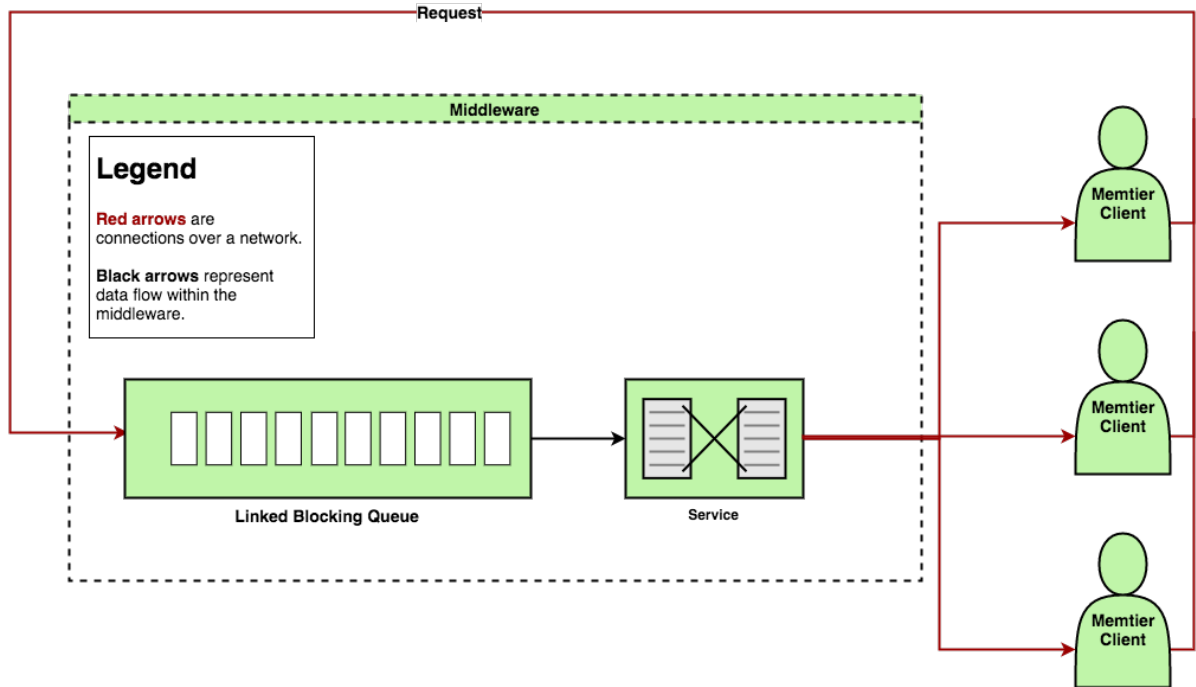 Request
Middleware
Legend
Red arrows are
connections over a network.
Black arrows represent
data flow within the
middleware.
Linked Blocking Queue
Service
Memtier
Client
Memtier
Client
Memtier
Client